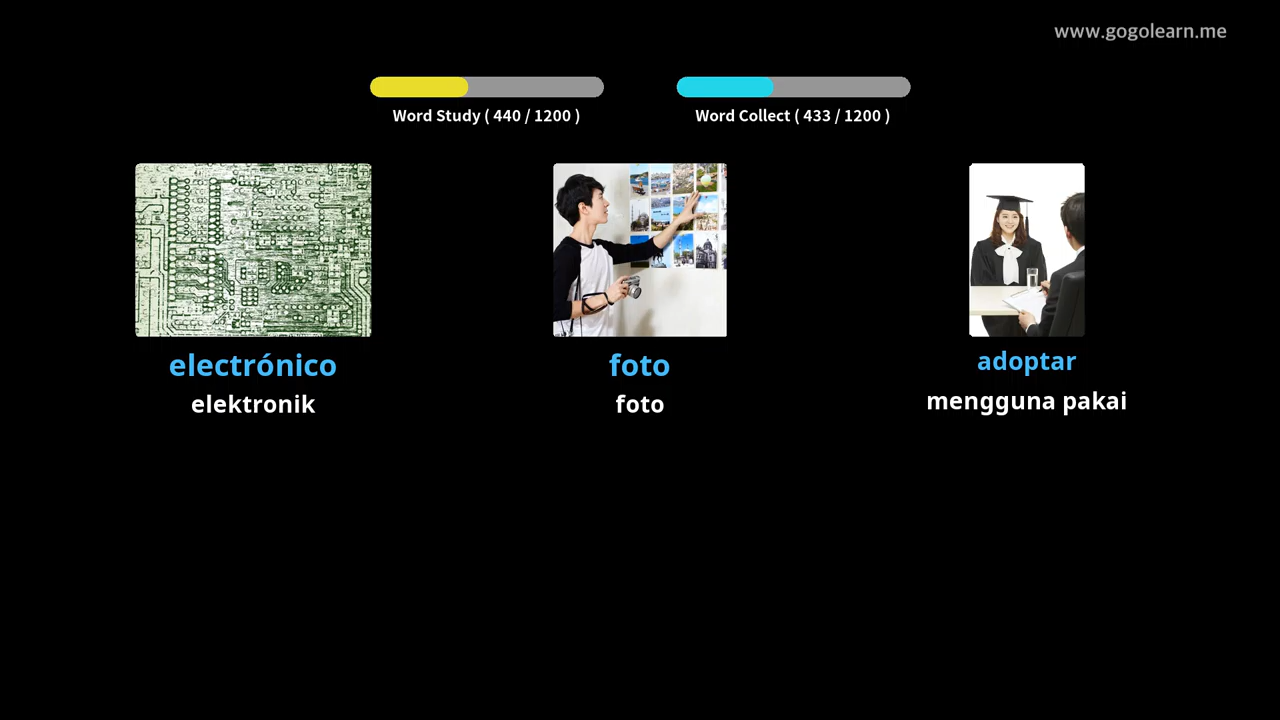 www.gogolearn.me
Word Study ( 440 / 1200 )
Word Collect ( 433 / 1200 )
electrónico
elektronik
foto
foto
adoptar
mengguna pakai